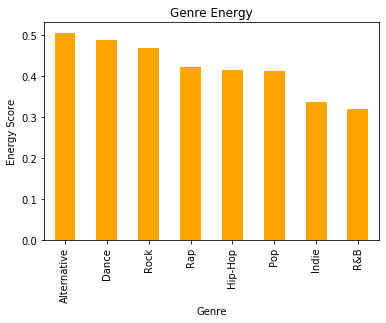 Genre Energy
Energy Score
0.5
0.4
0.3
0.2
0.1
0.0
Alternative
Dance
Rock
Rap
Hip-Hop
Pop
Indie
R&B
Genre